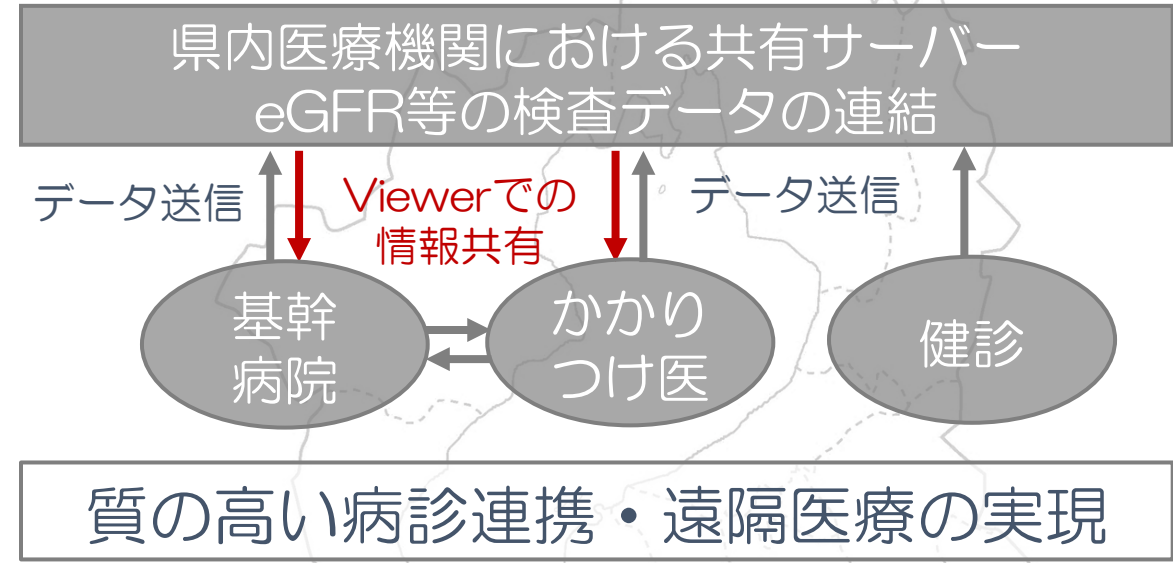 県内医療機関における共有サーバー
eGFR等の検査データの連結
データ送信
Viewerでの
情報共有
データ送信
基幹
病院
かかり
つけ医
健診
質の高い病診連携・遠隔医療の実現